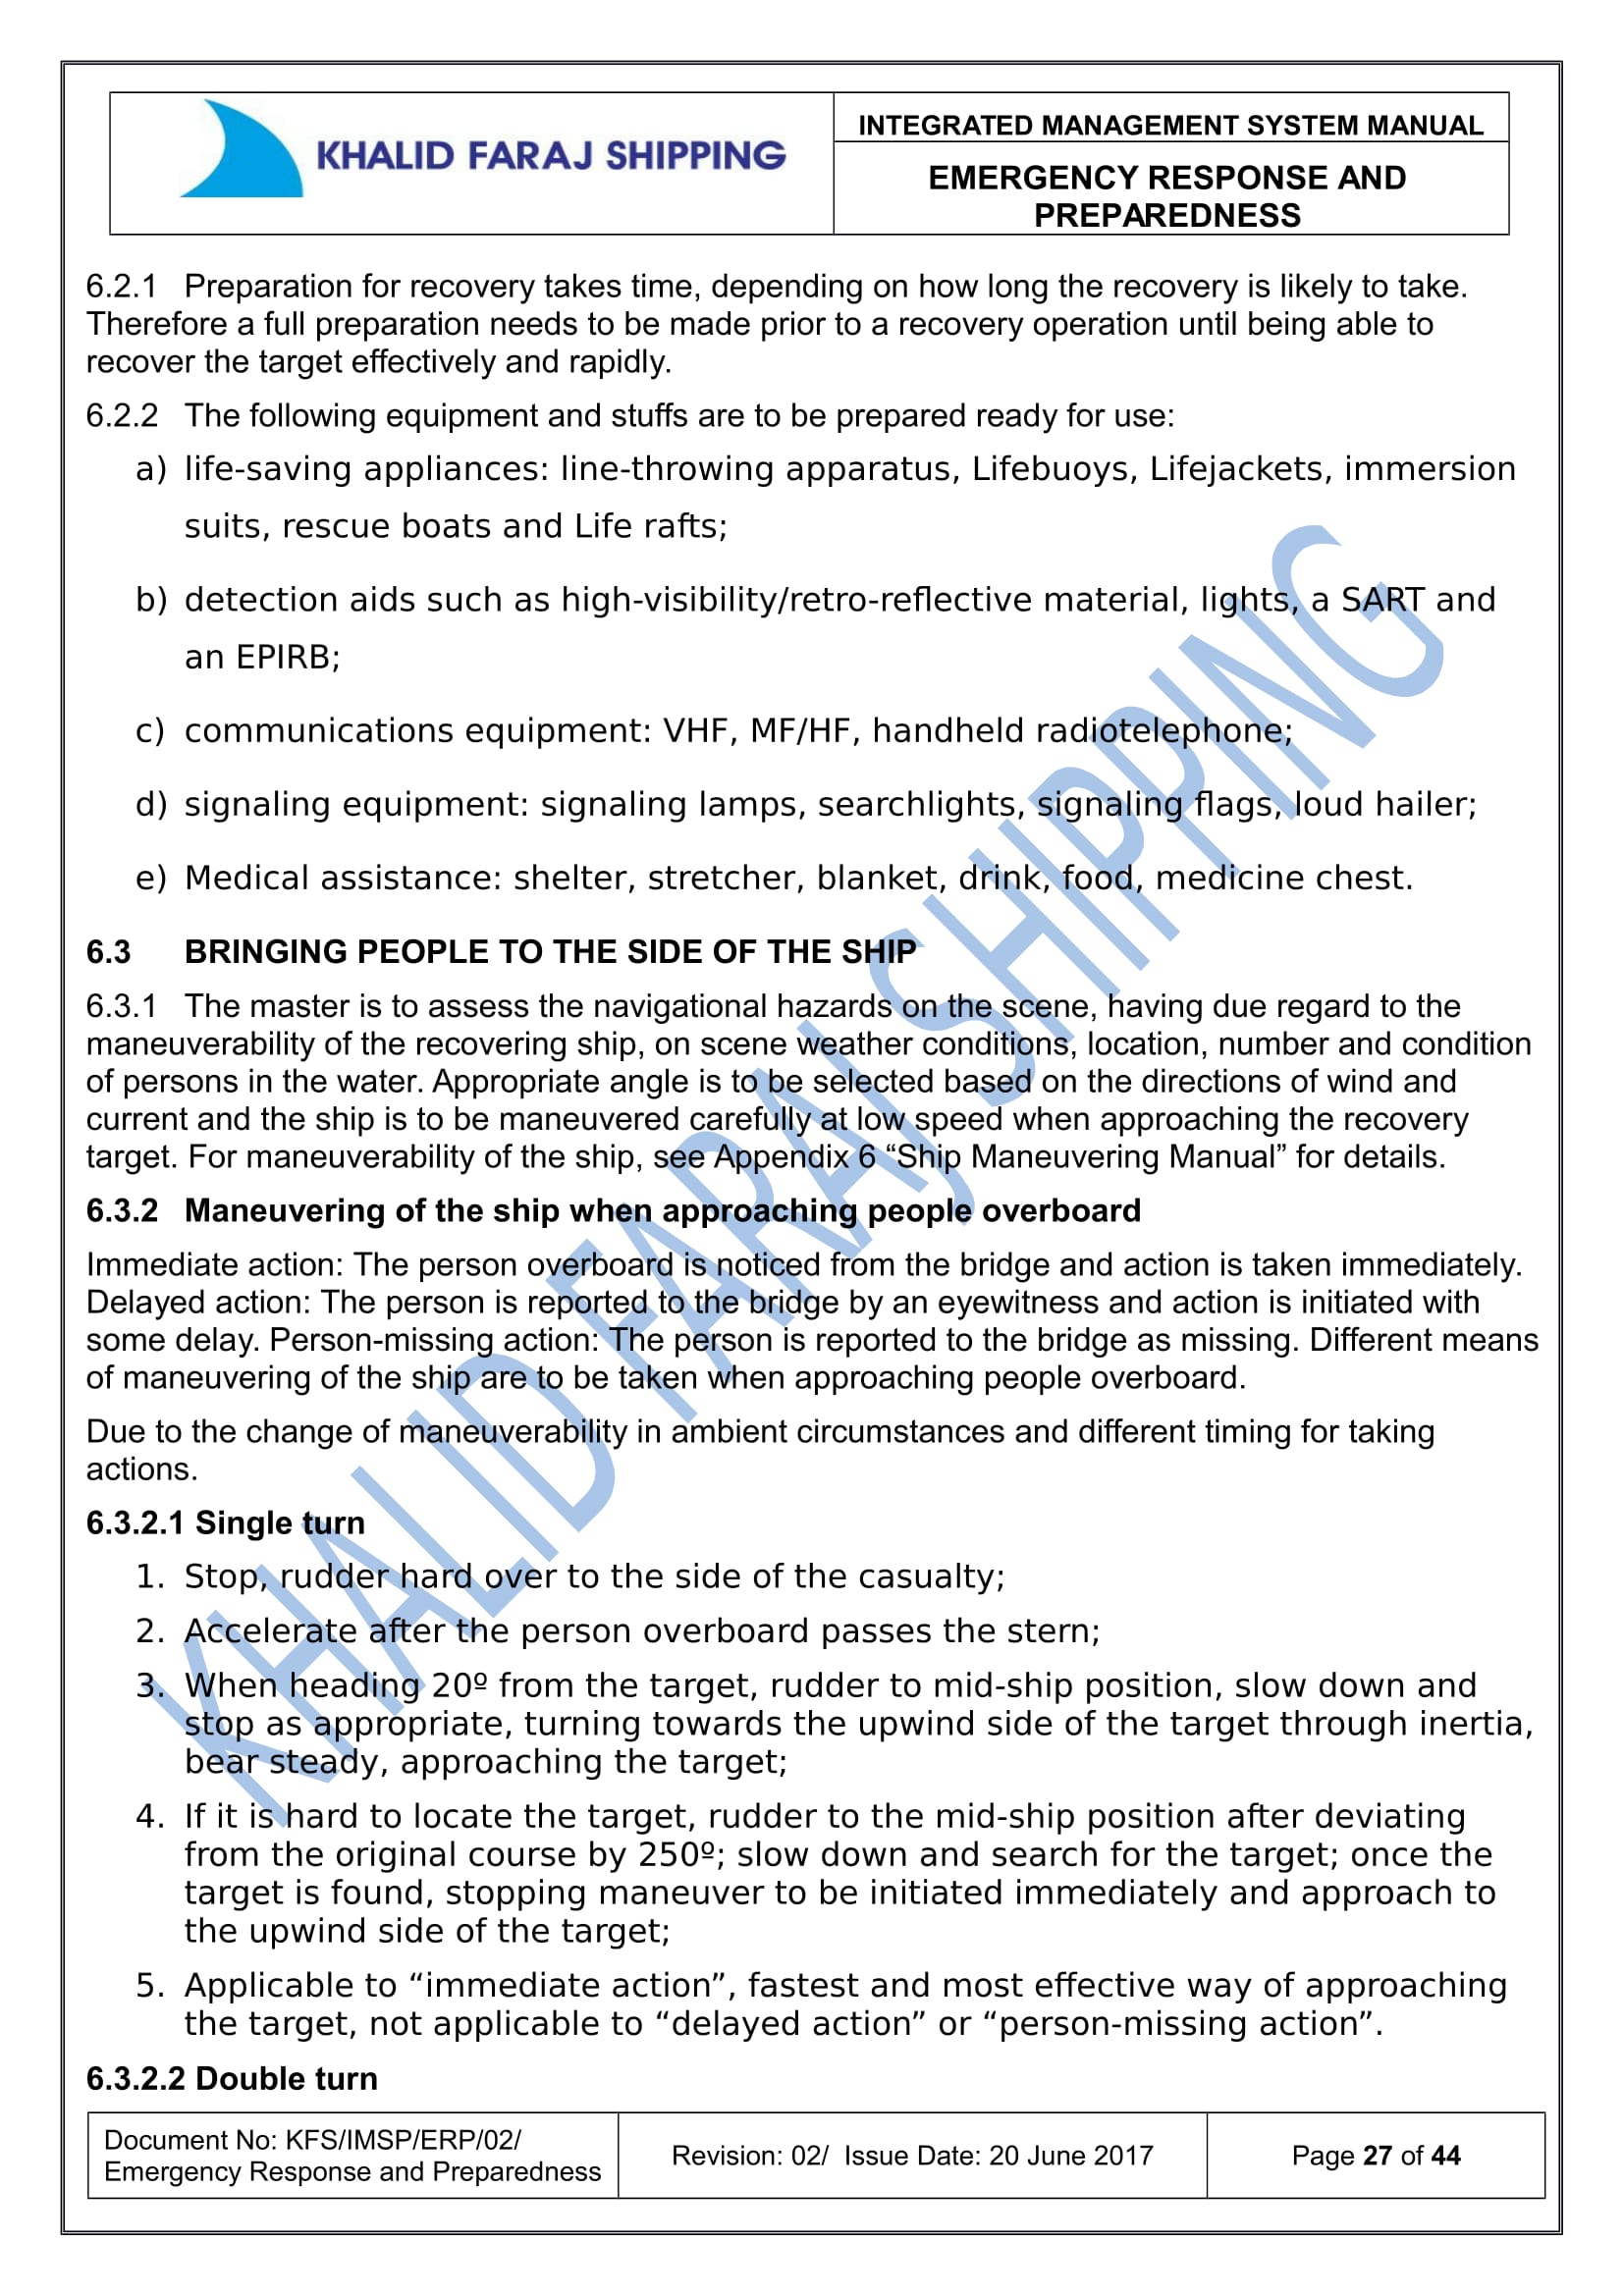 KHALID FARAJ SHIPPING
INTEGRATED MANAGEMENT SYSTEM MANUAL
EMERGENCY RESPONSE AND
PREPAREDNESS
6.2.1 Preparation for recovery takes time, depending on how long the recovery is likely to take.
Therefore a full preparation needs to be made prior to a recovery operation until being able to
recover the target effectively and rapidly.
6.2.2 The following equipment and stuffs are to be prepared ready for use:
a) life-saving appliances: line-throwing apparatus, Lifebuoys, Lifejackets, immersion
suits, rescue boats and Life rafts;
b) detection aids such as high-visibility/retro-reflective material, lights, a SART and
an EPIRB;
c) communications equipment: VHF, MF/HF, handheld radiotelephone;
d) signaling equipment: signaling lamps, searchlights, signaling flags, loud hailer;
e) Medical assistance: shelter, stretcher, blanket, drink, food, medicine chest.
6.3 BRINGING PEOPLE TO THE SIDE OF THE SHIP
6.3.1 The master is to assess the navigational hazards on the scene, having due regard to the
maneuverability of the recovering ship, on scene weather conditions, location, number and condition
of persons in the water. Appropriate angle is to be selected based on the directions of wind and
current and the ship is to be maneuvered carefully at low speed when approaching the recovery
target. For maneuverability of the ship, see Appendix 6 “Ship Maneuvering Manual” for details.
6.3.2 Maneuvering of the ship when approaching people overboard
Immediate action: The person overboard is noticed from the bridge and action is taken immediately.
Delayed action: The person is reported to the bridge by an eyewitness and action is initiated with
some delay. Person-missing action: The person is reported to the bridge as missing. Different means
of maneuvering of the ship are to be taken when approaching people overboard.
Due to the change of maneuverability in ambient circumstances and different timing for taking
actions.
6.3.2.1 Single turn
1. Stop, rudder hard over to the side of the casualty;
2. Accelerate after the person overboard passes the stern;
3. When heading 20º from the target, rudder to mid-ship position, slow down and
stop as appropriate, turning towards the upwind side of the target through inertia,
bear steady, approaching the target;
4. If it is hard to locate the target, rudder to the mid-ship position after deviating
from the original course by 250º; slow down and search for the target; once the
target is found, stopping maneuver to be initiated immediately and approach to
the upwind side of the target;
5. Applicable to “immediate action”, fastest and most effective way of approaching
the target, not applicable to “delayed action” or “person-missing action”.
6.3.2.2 Double turn
KHALID FARAJ SHIPPING
Document No: KFS/IMSP/ERP/02/
Emergency Response and Preparedness
Revision: 02/ Issue Date: 20 June 2017
Page 27 of 44